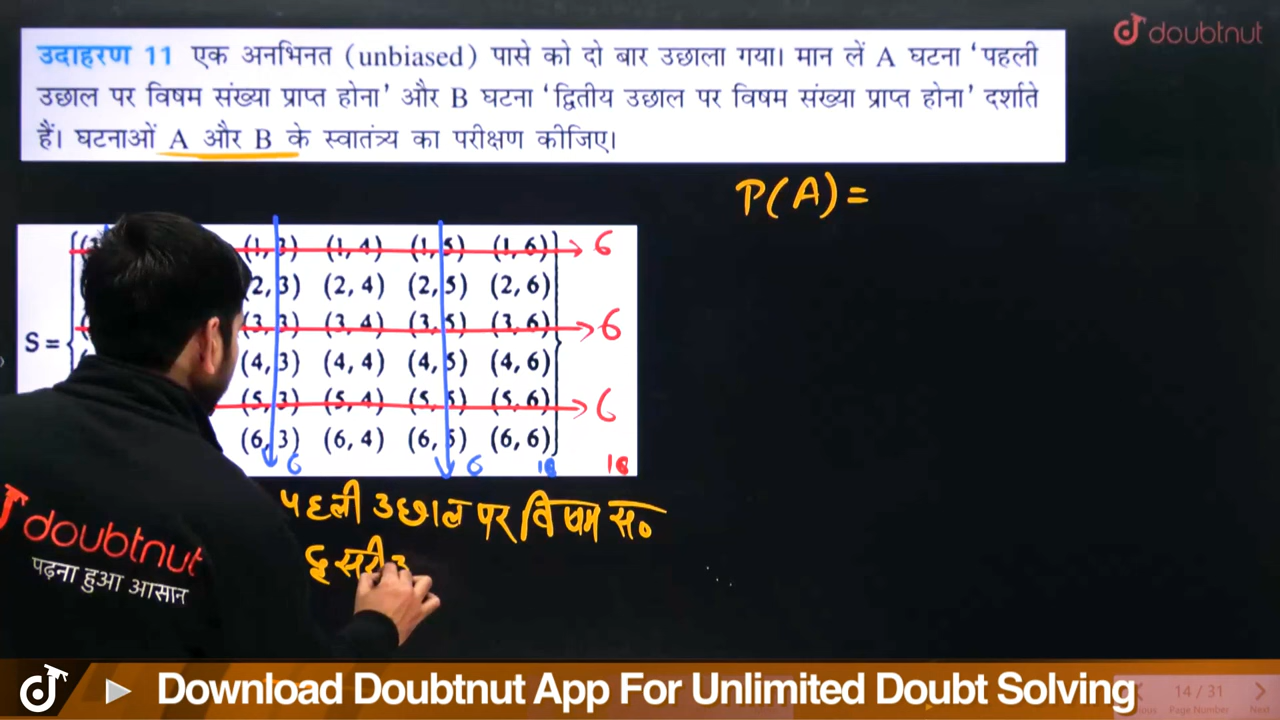 doubtnut
उदाहरण 11 एक अनभिनत (unbiased) पासे को दो बार उछाला गया। मान लें A घटना 'पहली
उछाल पर विषम संख्या प्राप्त होना' और B घटना 'द्वितीय उछाल पर विषम संख्या प्राप्त होना' दर्शाते
हैं। घटनाओं A और B के स्वातंत्र्य का परीक्षण कीजिए।
P(A) =
(1, 3) (1, 4) (1, 5) (1, 6) → 6
(2, 3) (2, 4) (2, 5) (2, 6)
(3, 3) (3, 4) (3, 5) (3, 6) → 6
S =
(4, 3) (4, 4) (4, 5) (4, 6)
(5, 3) (5, 4) (5, 5) (5, 6) → 6
(6, 3) (6, 4) (6, 5) (6, 6)
6 6 18 18
पहली उछाल पर विषम सं०
दूसरी
doubtnut
पढ़ना हुआ आसान
Download Doubtnut App For Unlimited Doubt Solving
14 / 31
Page Number
Next